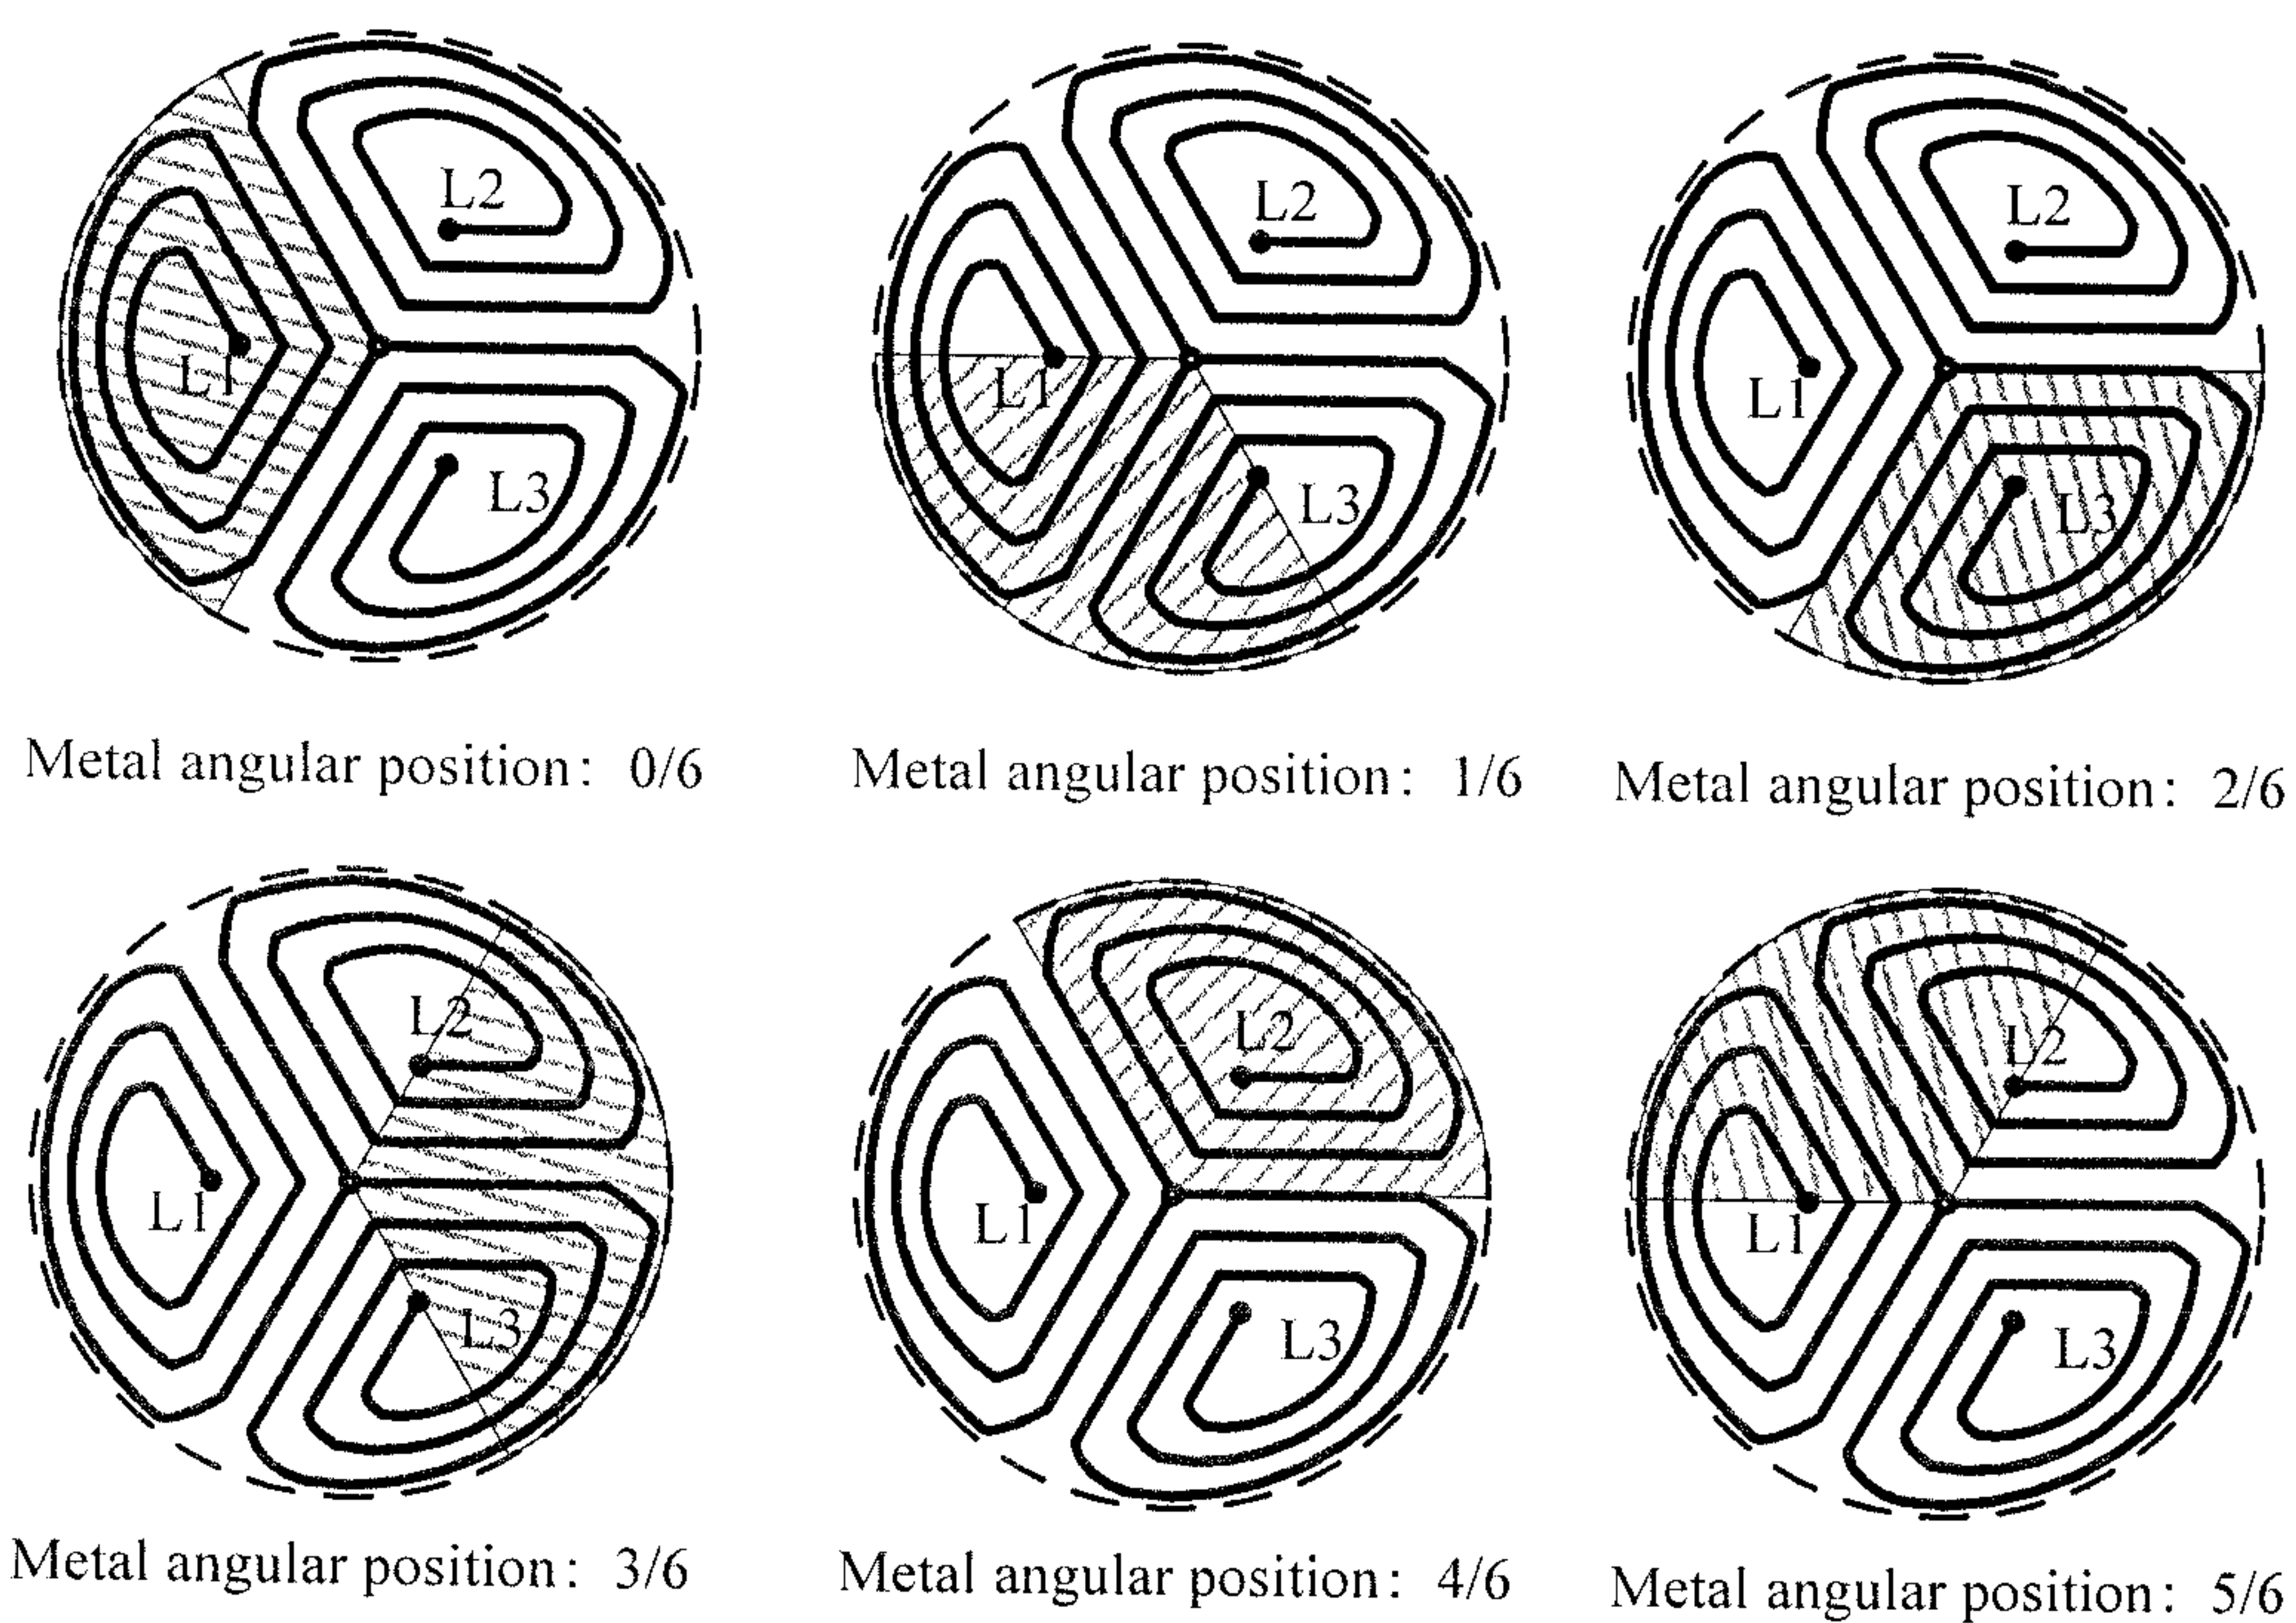 L2
L1
L3
L2
L1
L3
L2
L1
L3
Metal angular position: 0/6
Metal angular position: 1/6
Metal angular position: 2/6
L2
L1
L3
L2
L1
L3
L2
L1
L3
Metal angular position: 3/6
Metal angular position: 4/6
Metal angular position: 5/6